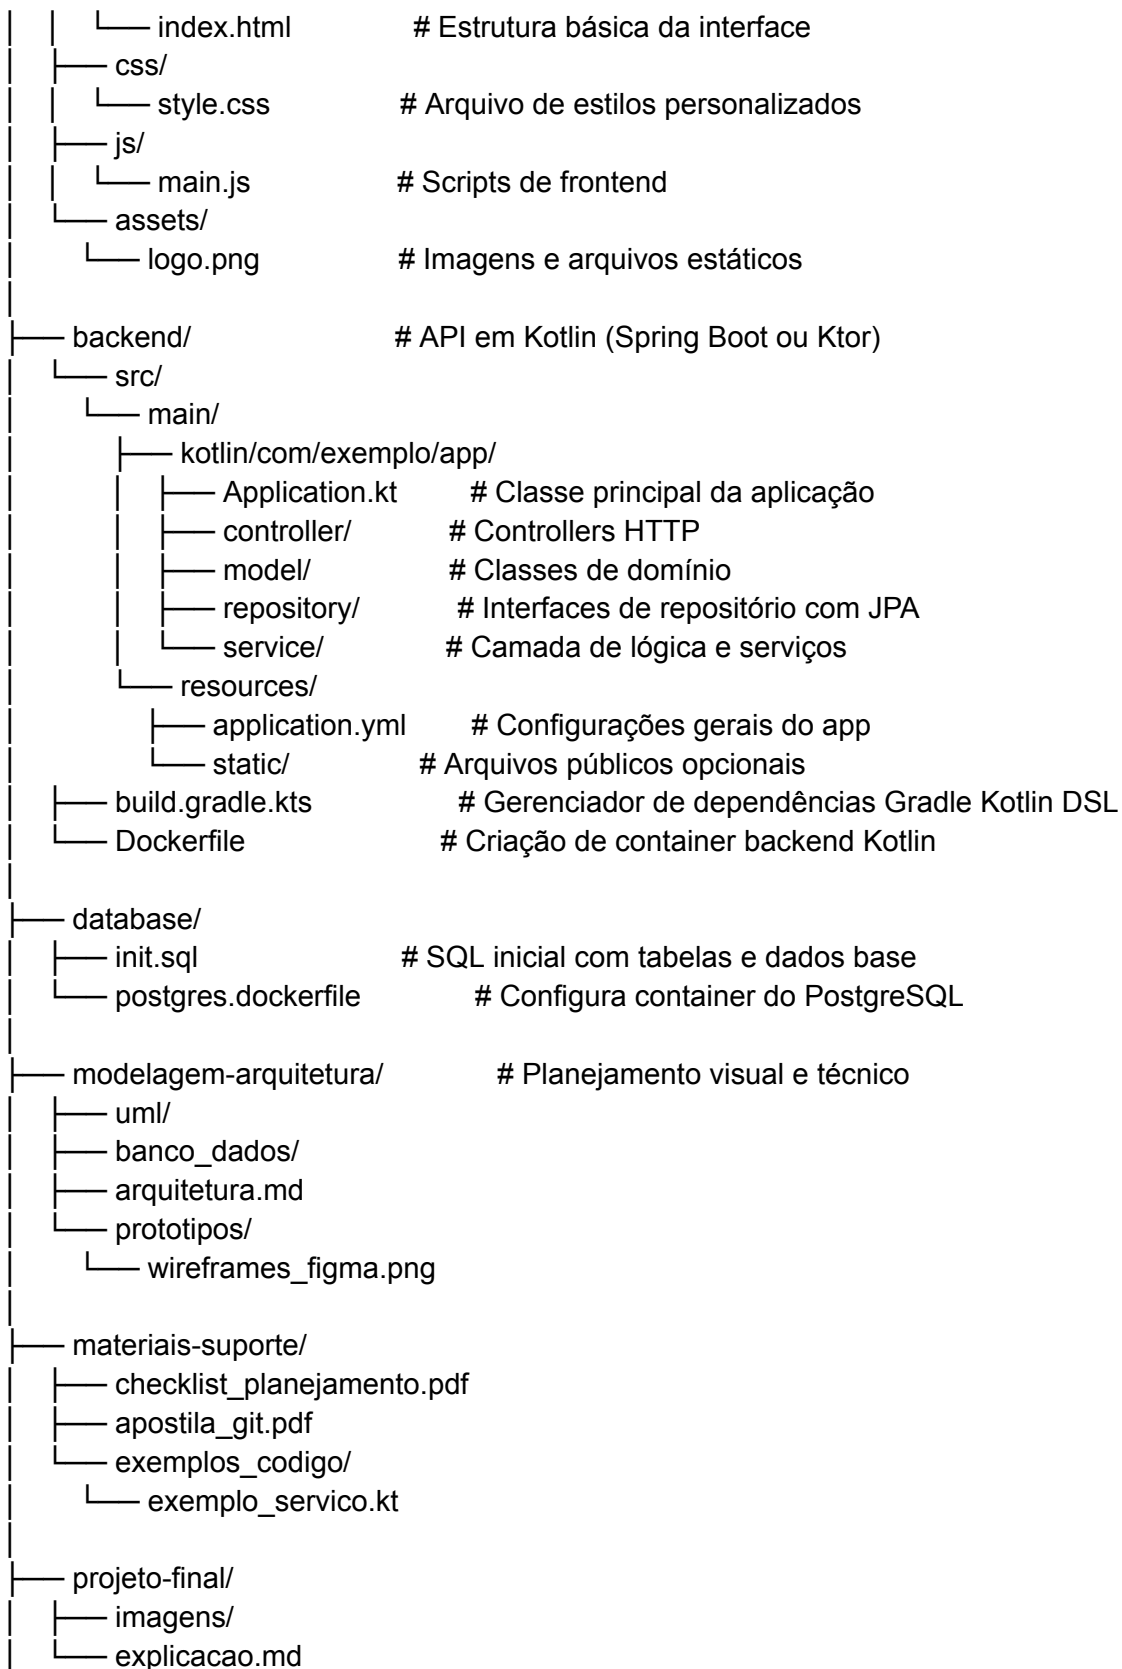 │ │ └── index.html # Estrutura básica da interface
│ ├── css/
│ │ └── style.css # Arquivo de estilos personalizados
│ ├── js/
│ │ └── main.js # Scripts de frontend
│ └── assets/
│ └── logo.png # Imagens e arquivos estáticos
│
├── backend/ # API em Kotlin (Spring Boot ou Ktor)
│ └── src/
│ └── main/
│ ├── kotlin/com/exemplo/app/
│ │ ├── Application.kt # Classe principal da aplicação
│ │ ├── controller/ # Controllers HTTP
│ │ ├── model/ # Classes de domínio
│ │ ├── repository/ # Interfaces de repositório com JPA
│ │ └── service/ # Camada de lógica e serviços
│ └── resources/
│ ├── application.yml # Configurações gerais do app
│ └── static/ # Arquivos públicos opcionais
│ ├── build.gradle.kts # Gerenciador de dependências Gradle Kotlin DSL
│ └── Dockerfile # Criação de container backend Kotlin
│
├── database/
│ ├── init.sql # SQL inicial com tabelas e dados base
│ └── postgres.dockerfile # Configura container do PostgreSQL
│
├── modelagem-arquitetura/ # Planejamento visual e técnico
│ ├── uml/
│ ├── banco_dados/
│ ├── arquitetura.md
│ └── prototipos/
│ └── wireframes_figma.png
│
├── materiais-suporte/
│ ├── checklist_planejamento.pdf
│ ├── apostila_git.pdf
│ └── exemplos_codigo/
│ └── exemplo_servico.kt
│
├── projeto-final/
│ ├── imagens/
│ └── explicacao.md